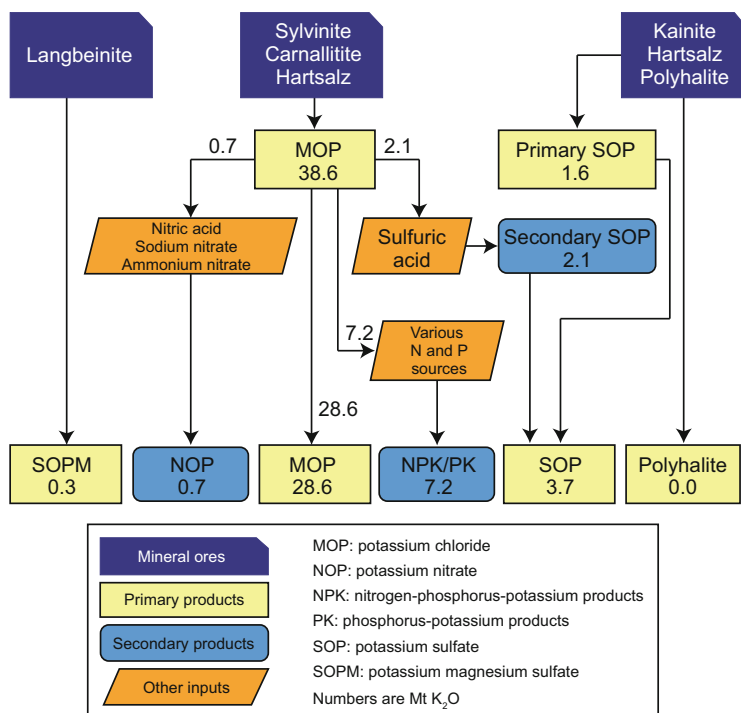 Langbeinite
Sylvinite
Carnallitite
Hartsalz
Kainite
Hartsalz
Polyhalite
0.7
MOP
38.6
2.1
Primary SOP
1.6
Nitric acid
Sodium nitrate
Ammonium nitrate
Sulfuric
acid
Secondary SOP
2.1
7.2
Various
N and P
sources
28.6
SOPM
0.3
NOP
0.7
MOP
28.6
NPK/PK
7.2
SOP
3.7
Polyhalite
0.0
Mineral ores
Primary products
Secondary products
Other inputs
MOP: potassium chloride
NOP: potassium nitrate
NPK: nitrogen-phosphorus-potassium products
PK: phosphorus-potassium products
SOP: potassium sulfate
SOPM: potassium magnesium sulfate
Numbers are Mt K₂O